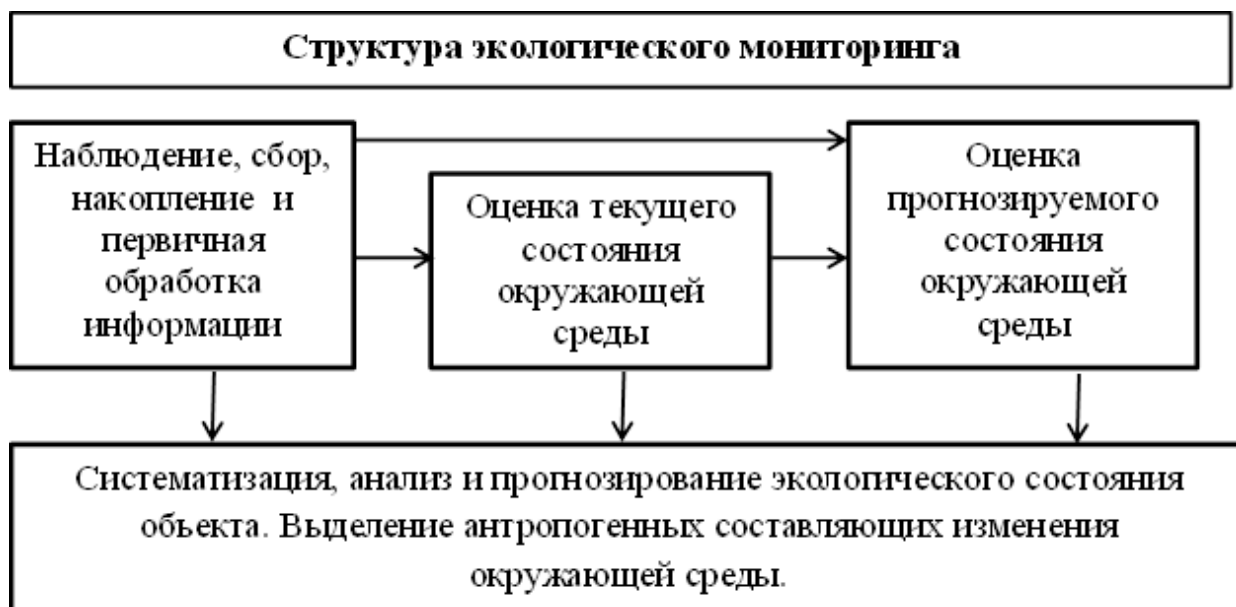 Структура экологического мониторинга
Наблюдение, сбор,
накопление и
первичная
обработка
информации
Оценка текущего
состояния
окружающей
среды
Оценка
прогнозируемого
состояния
окружающей
среды
Систематизация, анализ и прогнозирование экологического состояния
объекта. Выделение антропогенных составляющих изменения
окружающей среды.